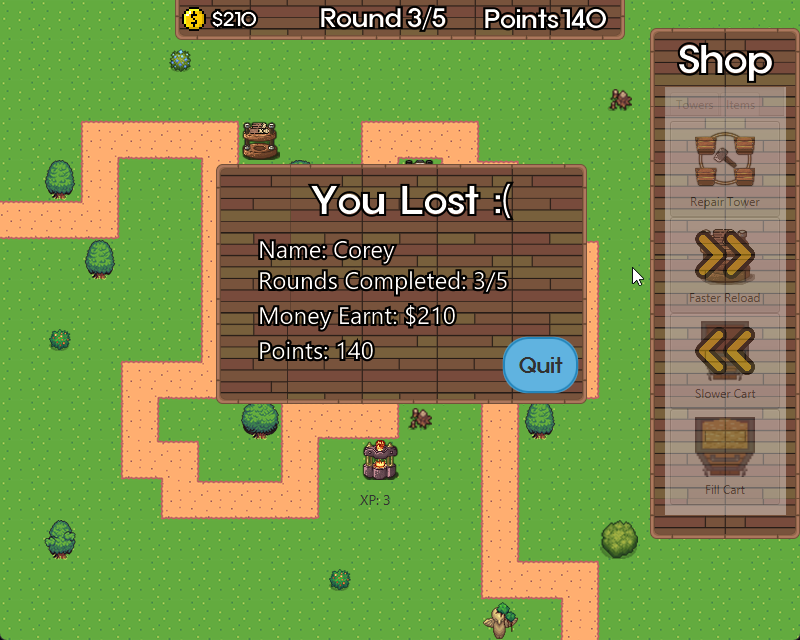 $210 Round 3/5 Points 140
Shop
Towers Items
Repair Tower
Faster Reload
Slower Cart
Fill Cart
You Lost :(
Name: Corey
Rounds Completed: 3/5
Money Earnt: $210
Points: 140
Quit
XP: 3